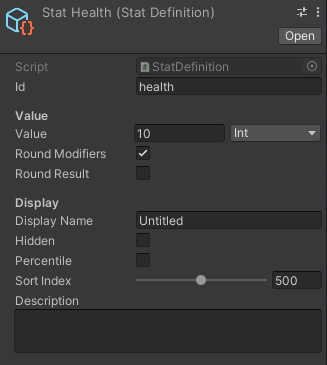 Stat Health (Stat Definition)
Open
Script StatDefinition
Id health
Value
Value 10 Int
Round Modifiers
Round Result
Display
Display Name Untitled
Hidden
Percentile
Sort Index 500
Description